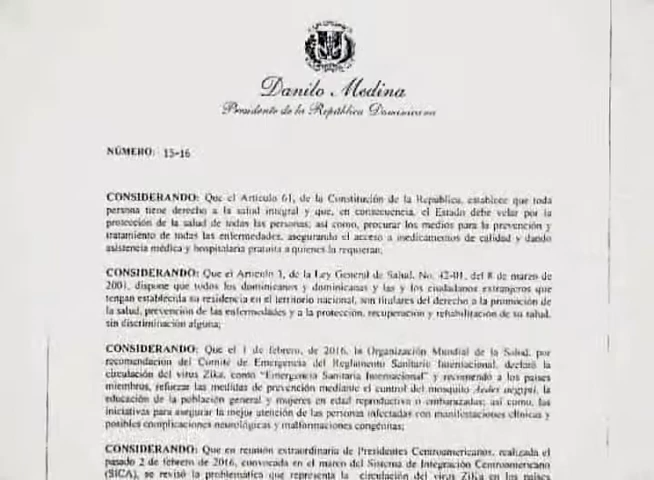 Danilo Medina
Presidente de la República Dominicana
NÚMERO: 15-16
CONSIDERANDO: Que el Artículo 61, de la Constitución de la República, establece que toda
persona tiene derecho a la salud integral y que, en consecuencia, el Estado debe velar por la
protección de la salud de todas las personas, así como, procurar los medios para la prevención y
tratamiento de todas las enfermedades, asegurando el acceso a medicamentos de calidad y dando
asistencia médica y hospitalaria gratuita a quienes la requieran;
CONSIDERANDO: Que el Artículo 3, de la Ley General de Salud, No. 42-01, del 8 de marzo de
2001, dispone que todos los dominicanos y dominicanas y las y los ciudadanos extranjeros que
tengan establecida su residencia en el territorio nacional, son titulares del derecho a la promoción de
la salud, prevención de las enfermedades y a la protección, recuperación y rehabilitación de su salud,
sin discriminación alguna;
CONSIDERANDO: Que el 1 de febrero, de 2016, la Organización Mundial de la Salud, por
recomendación del Comité de Emergencia del Reglamento Sanitario Internacional, declaró la
circulación del virus Zika, como "Emergencia Sanitaria Internacional" y recomendó a los países
miembros, reforzar las medidas de prevención mediante el control del mosquito Aedes aegypti, la
educación de la población general y mujeres en edad reproductiva o embarazadas; así como, las
iniciativas para asegurar la mejor atención de las personas infectadas con manifestaciones clínicas y
posibles complicaciones neurológicas y malformaciones congénitas;
CONSIDERANDO: Que en reunión extraordinaria de Presidentes Centroamericanos, realizada el
pasado 2 de febrero de 2016, convocada en el marco del Sistema de Integración Centroamericano
(SICA), se revisó la problemática que representa la circulación del virus ZiKa en los países